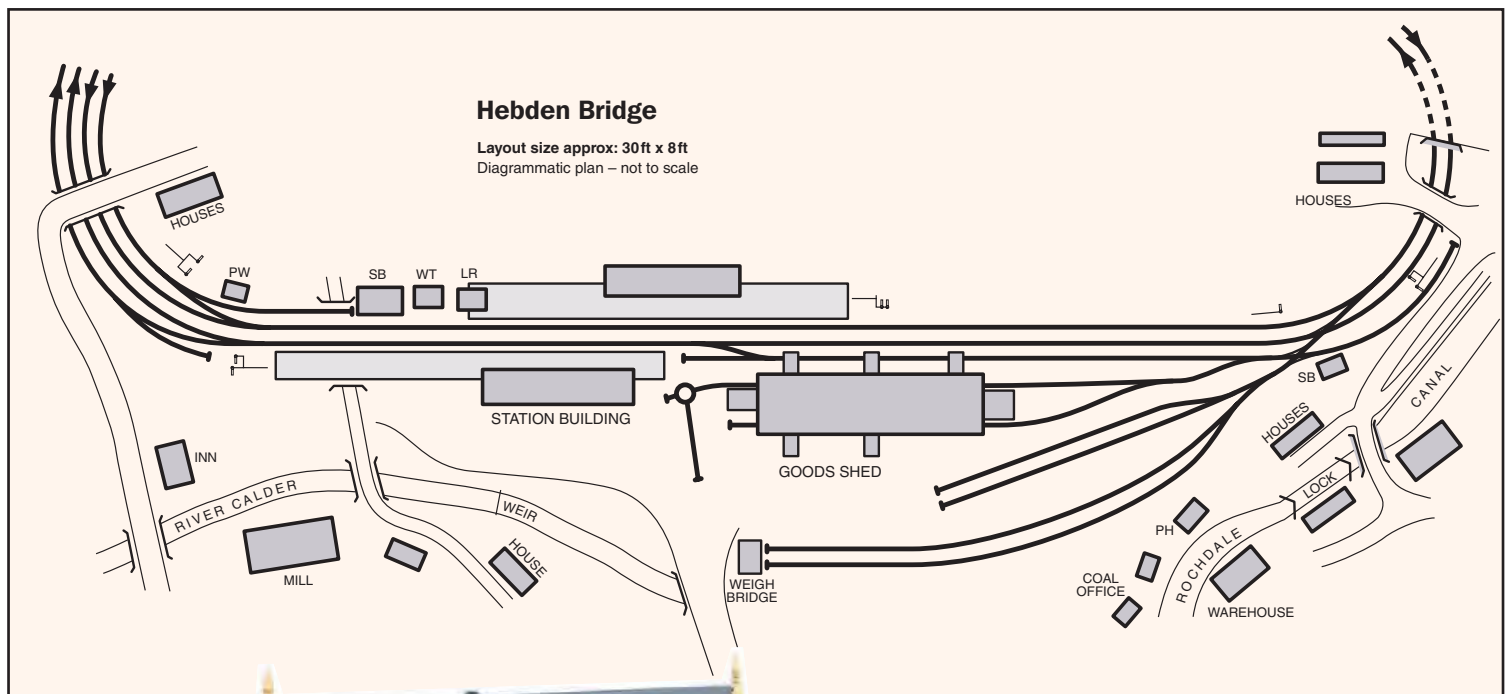 Hebden Bridge
Layout size approx: 30ft x 8ft
Diagrammatic plan – not to scale
HOUSES
HOUSES
PW
SB
WT
LR
STATION BUILDING
GOODS SHED
SB
HOUSES
CANAL
INN
RIVER CALDER
WEIR
LOCK
MILL
HOUSE
WEIGH
BRIDGE
PH
COAL
OFFICE
ROCHDALE
WAREHOUSE